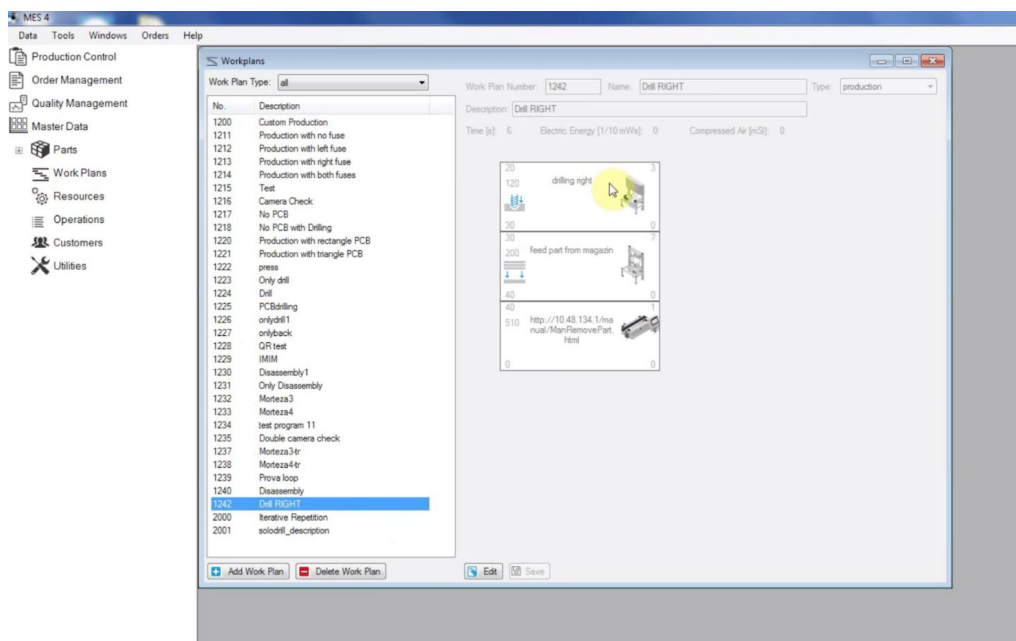 MES 4
Data Tools Windows Orders Help
Production Control
Order Management
Quality Management
Master Data
Parts
Work Plans
Resources
Operations
Customers
Utilities
Workplans
Work Plan Type: all
No. Description
1200 Custom Production
1211 Production with no fuse
1212 Production with left fuse
1213 Production with right fuse
1214 Production with both fuses
1215 Test
1216 Camera Check
1217 No PCB
1218 No PCB with Drilling
1220 Production with rectangle PCB
1221 Production with triangle PCB
1222 press
1223 Only drill
1224 Drill
1225 PCBdrilling
1226 onlydrill1
1227 onlyback
1228 QR test
1229 IMIM
1230 Disassembly1
1231 Only Disassembly
1232 Morteza3
1233 Morteza4
1234 test program 11
1235 Double camera check
1237 Morteza3-tr
1238 Morteza4-tr
1239 Prova loop
1240 Disassembly
1242 Drill RIGHT
2000 Iterative Repetition
2001 solodrill_description
Add Work Plan Delete Work Plan
Work Plan Number: 1242 Name: Drill RIGHT Type: production
Description: Drill RIGHT
Time [s]: 6 Electric Energy [1/10 mWs]: 0 Compressed Air [mSl]: 0
20 3
120 drilling right
30 0
30 7
200 feed part from magazin
40 0
40 1
510 http://10.48.134.1/ma
nual/ManRemovePart.
html
0 0
Edit Save